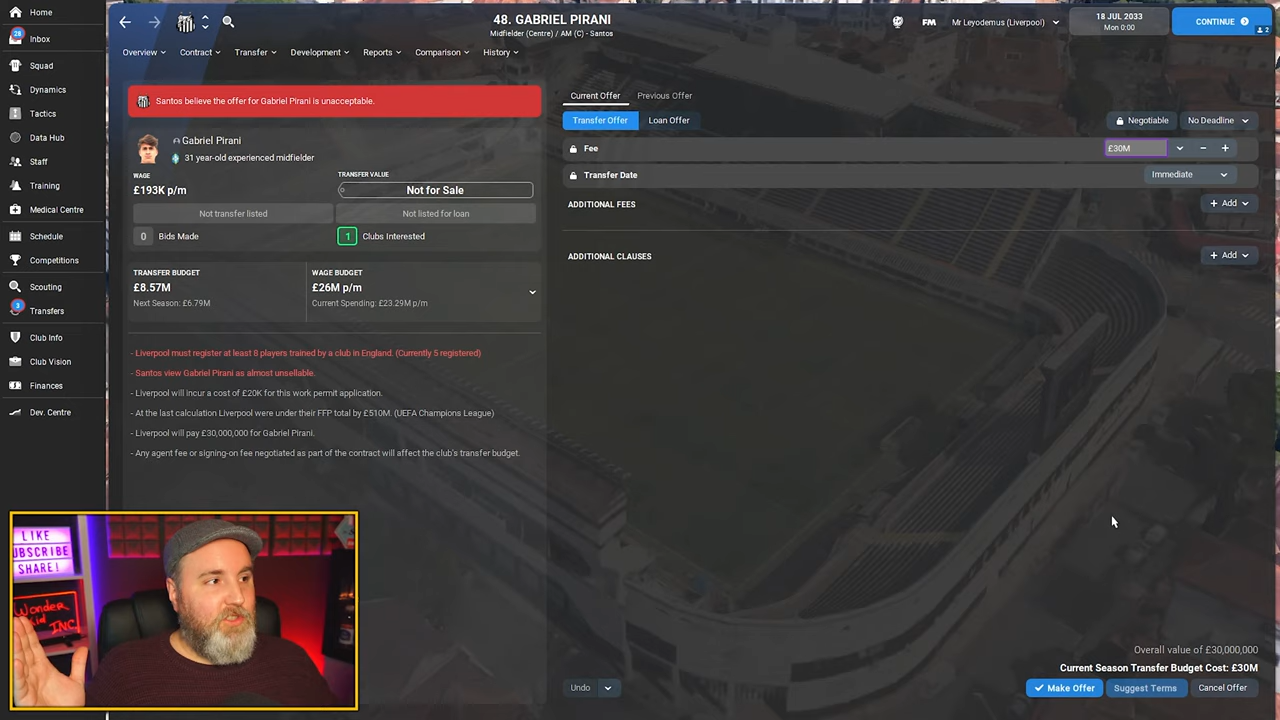 Home
28
Inbox
Squad
Dynamics
Tactics
Data Hub
Staff
Training
Medical Centre
Schedule
Competitions
Scouting
3
Transfers
Club Info
Club Vision
Finances
Dev. Centre
48. GABRIEL PIRANI
Midfielder (Centre) / AM (C) - Santos
FM
Mr Leyodemus (Liverpool)
18 JUL 2033
Mon 0:00
CONTINUE
2
Overview
Contract
Transfer
Development
Reports
Comparison
History
Santos believe the offer for Gabriel Pirani is unacceptable.
Gabriel Pirani
31 year-old experienced midfielder
WAGE
£193K p/m
TRANSFER VALUE
Not for Sale
Not transfer listed
Not listed for loan
0 Bids Made
1 Clubs Interested
TRANSFER BUDGET
£8.57M
Next Season: £6.79M
WAGE BUDGET
£26M p/m
Current Spending: £23.29M p/m
- Liverpool must register at least 8 players trained by a club in England. (Currently 5 registered)
- Santos view Gabriel Pirani as almost unsellable.
- Liverpool will incur a cost of £20K for this work permit application.
- At the last calculation Liverpool were under their FFP total by £510M. (UEFA Champions League)
- Liverpool will pay £30,000,000 for Gabriel Pirani.
- Any agent fee or signing-on fee negotiated as part of the contract will affect the club's transfer budget.
Current Offer
Previous Offer
Transfer Offer
Loan Offer
Negotiable
No Deadline
Fee
£30M
Transfer Date
Immediate
ADDITIONAL FEES
+ Add
ADDITIONAL CLAUSES
+ Add
LIKE
SUBSCRIBE
SHARE!
Wonder
Kid
INC.
Overall value of £30,000,000
Current Season Transfer Budget Cost: £30M
Undo
Make Offer
Suggest Terms
Cancel Offer